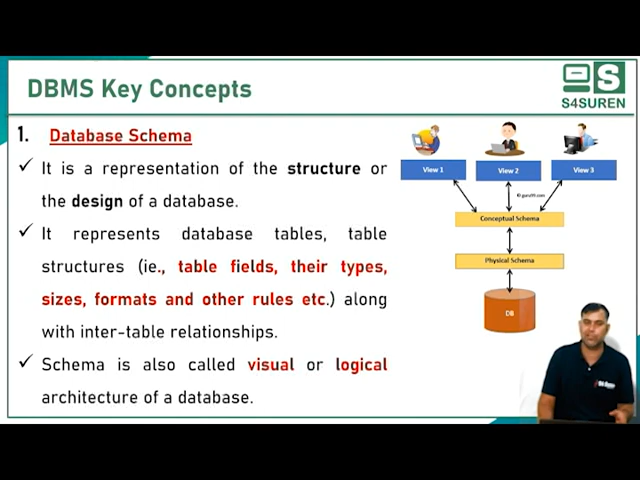 DBMS Key Concepts
S
S4SUREN
1. Database Schema
✓ It is a representation of the structure or
the design of a database.
✓ It represents database tables, table
structures (ie., table fields, their types,
sizes, formats and other rules etc.) along
with inter-table relationships.
✓ Schema is also called visual or logical
architecture of a database.
View 1
View 2
View 3
© guru99.com
Conceptual Schema
Physical Schema
DB